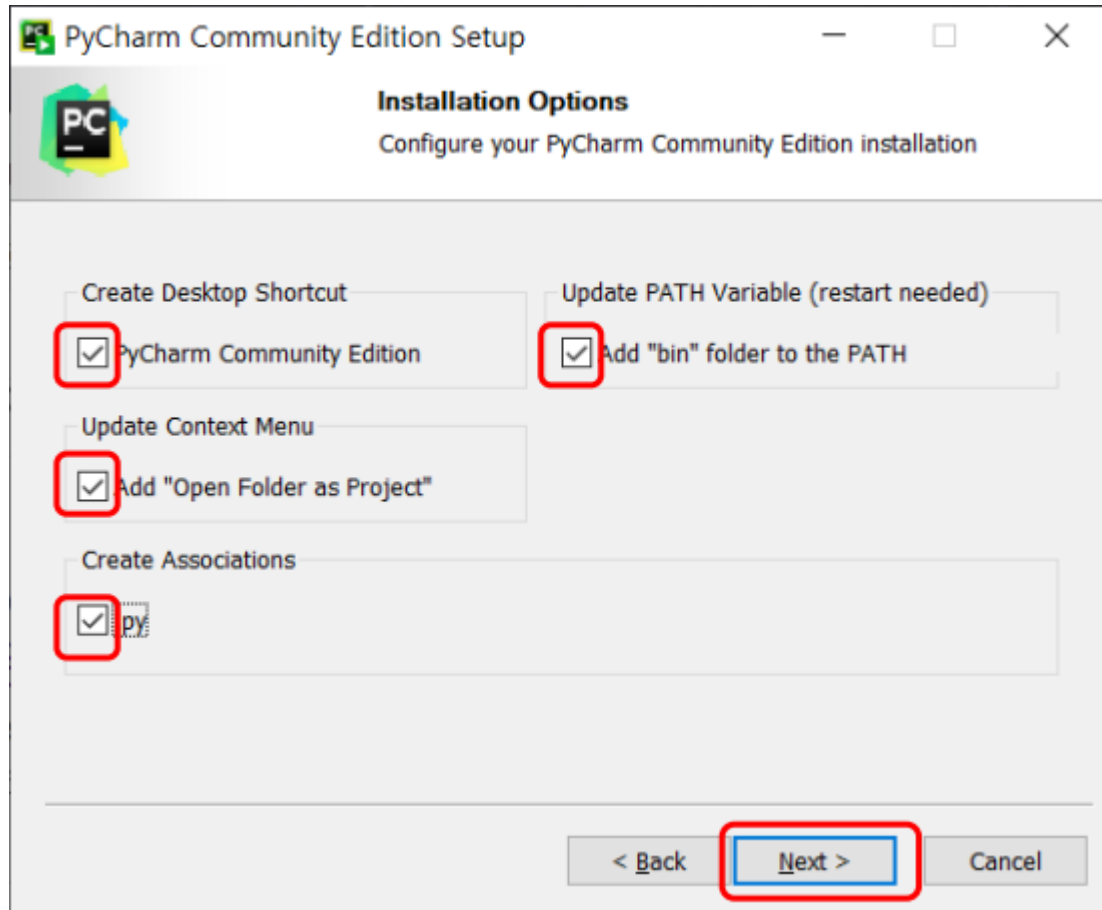 PyCharm Community Edition Setup
PC
Installation Options
Configure your PyCharm Community Edition installation
Create Desktop Shortcut
PyCharm Community Edition
Update PATH Variable (restart needed)
Add "bin" folder to the PATH
Update Context Menu
Add "Open Folder as Project"
Create Associations
.py
< Back
Next >
Cancel